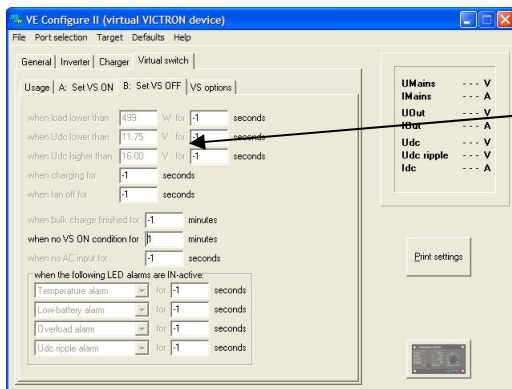 VE Configure II (virtual VICTRON device)
File Port selection Target Defaults Help
General Inverter Charger Virtual switch
Usage A: Set VS ON B: Set VS OFF VS options
when load lower than 499 W for -1 seconds
when Udc lower than 11.75 V for -1 seconds
when Udc higher than 16.00 V for -1 seconds
when charging for -1 seconds
when fan off for -1 seconds
when bulk charge finished for -1 minutes
when no VS ON condition for 1 minutes
when no AC input for -1 seconds
when the following LED alarms are IN-active:
Temperature alarm for -1 seconds
Low-battery alarm for -1 seconds
Overload alarm for -1 seconds
Udc ripple alarm for -1 seconds
UMains --- V
IMains --- A
UOut --- V
IOut --- A
Udc --- V
Udc ripple --- V
Idc --- A
Print settings